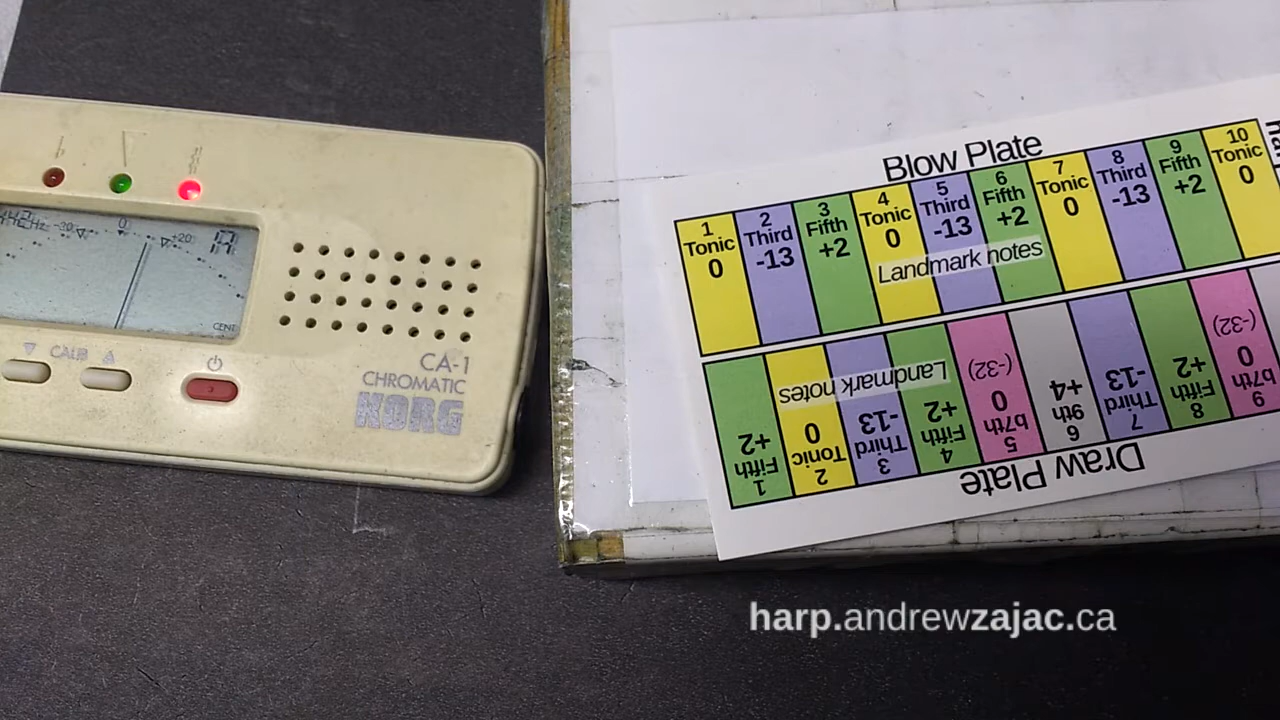 442Hz -30 0 +20 A
CENT
CALIB
CA-1
CHROMATIC
KORG
Blow Plate
1 2 3 4 5 6 7 8 9 10
Tonic Third Fifth Tonic Third Fifth Tonic Third Fifth Tonic
0 -13 +2 0 -13 +2 0 -13 +2 0
Landmark notes
Landmark notes
(-32) (-32)
+2 0 -13 +2 0 +4 -13 +2 0
Fifth Tonic Third Fifth b7th 9th Third Fifth b7th
1 2 3 4 5 6 7 8 9
Draw Plate
harp.andrewzajac.ca